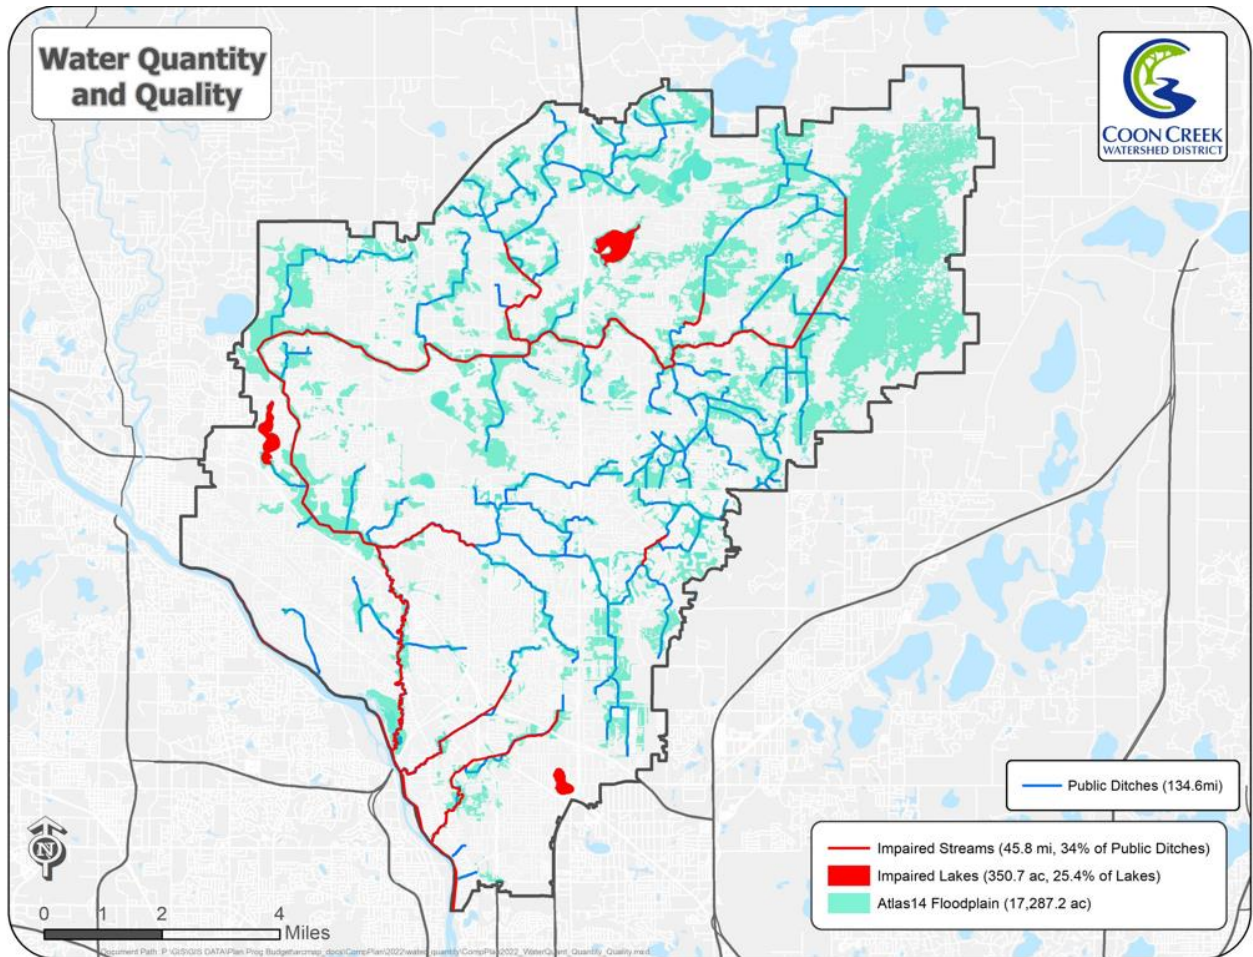 Water Quantity
and Quality
COON CREEK
WATERSHED DISTRICT
Public Ditches (134.6mi)
Impaired Streams (45.8 mi, 34% of Public Ditches)
Impaired Lakes (350.7 ac, 25.4% of Lakes)
Atlas14 Floodplain (17,287.2 ac)
N
0 1 2 4
Miles